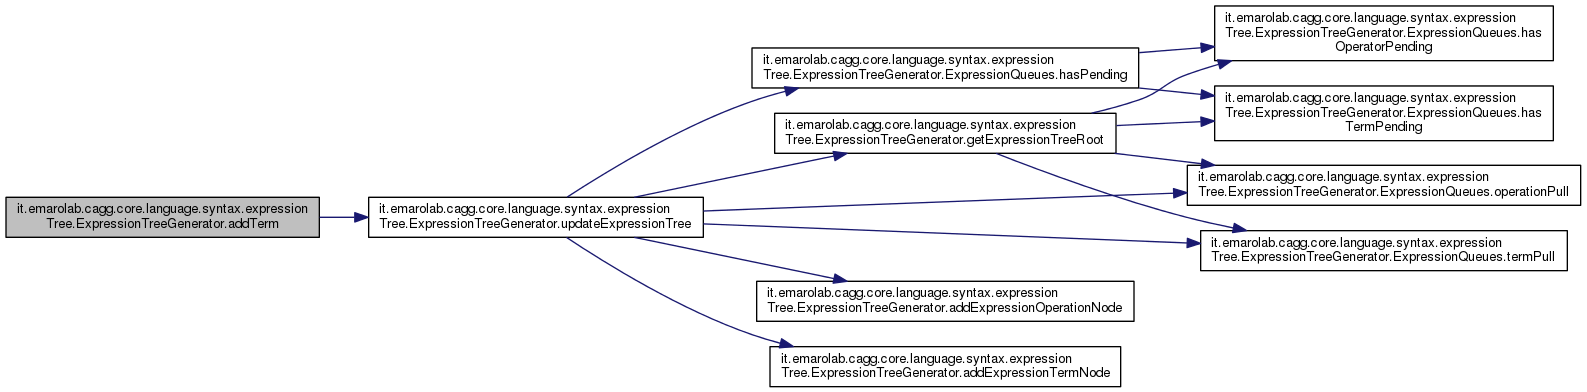 it.emarolab.cagg.core.language.syntax.expression
Tree.ExpressionTreeGenerator.addTerm
it.emarolab.cagg.core.language.syntax.expression
Tree.ExpressionTreeGenerator.updateExpressionTree
it.emarolab.cagg.core.language.syntax.expression
Tree.ExpressionTreeGenerator.ExpressionQueues.hasPending
it.emarolab.cagg.core.language.syntax.expression
Tree.ExpressionTreeGenerator.getExpressionTreeRoot
it.emarolab.cagg.core.language.syntax.expression
Tree.ExpressionTreeGenerator.addExpressionOperationNode
it.emarolab.cagg.core.language.syntax.expression
Tree.ExpressionTreeGenerator.addExpressionTermNode
it.emarolab.cagg.core.language.syntax.expression
Tree.ExpressionTreeGenerator.ExpressionQueues.has
OperatorPending
it.emarolab.cagg.core.language.syntax.expression
Tree.ExpressionTreeGenerator.ExpressionQueues.has
TermPending
it.emarolab.cagg.core.language.syntax.expression
Tree.ExpressionTreeGenerator.ExpressionQueues.operationPull
it.emarolab.cagg.core.language.syntax.expression
Tree.ExpressionTreeGenerator.ExpressionQueues.termPull